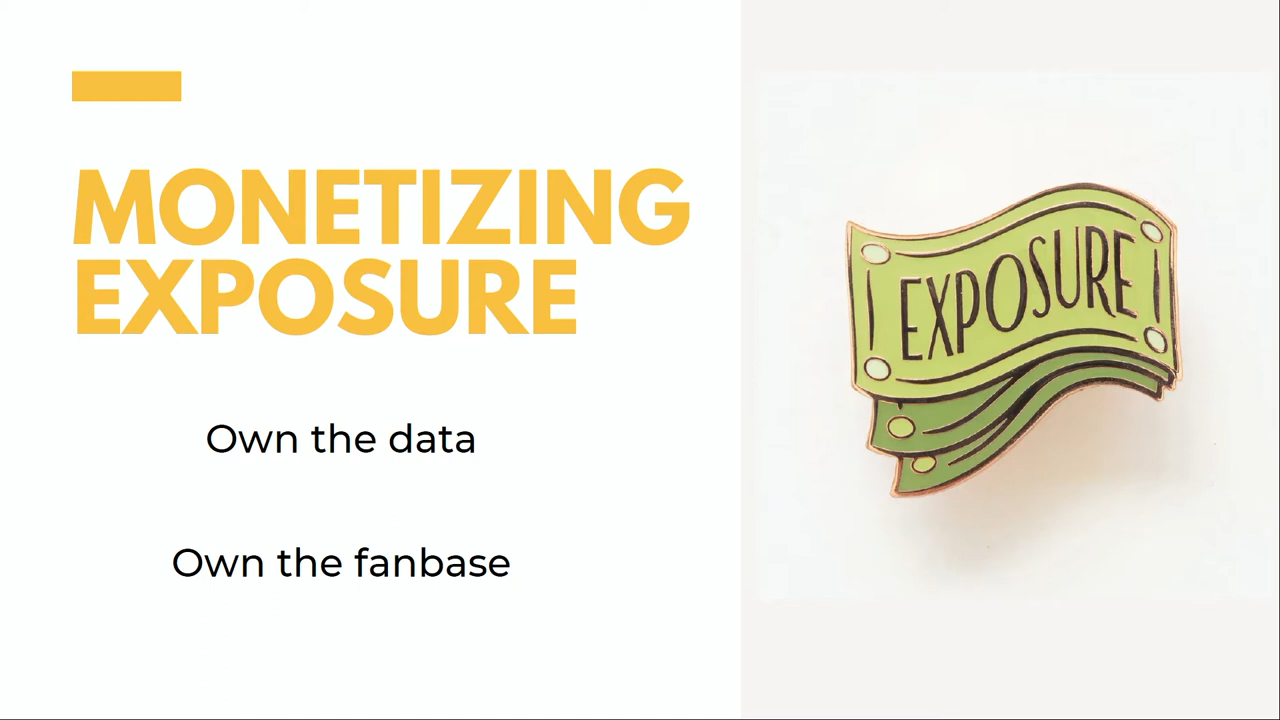 MONETIZING
EXPOSURE
Own the data
Own the fanbase
EXPOSURE